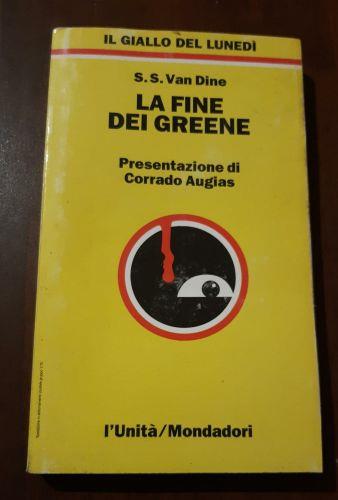 IL GIALLO DEL LUNEDÌ
S. S. Van Dine
LA FINE
DEI GREENE
Presentazione di
Corrado Augias
l'Unità/Mondadori